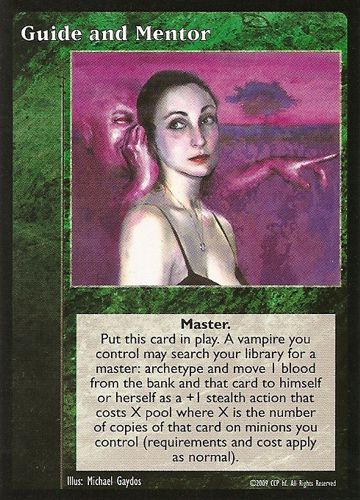 Guide and Mentor
Master.
Put this card in play. A vampire you
control may search your library for a
master: archetype and move 1 blood
from the bank and that card to himself
or herself as a +1 stealth action that
costs X pool where X is the number
of copies of that card on minions you
control (requirements and cost apply
as normal).
Illus: Michael Gaydos
©2009 CCP hf. All Rights Reserved